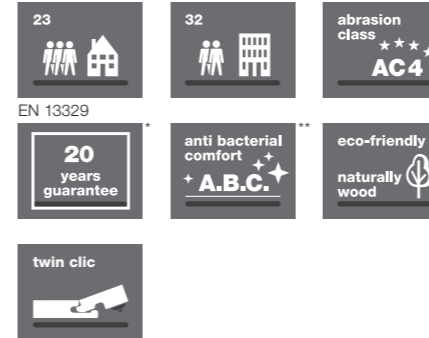 23
32
abrasion
class
AC4
EN 13329
20
years
guarantee
*
anti bacterial
comfort
A.B.C.
**
eco-friendly
naturally
wood
twin clic